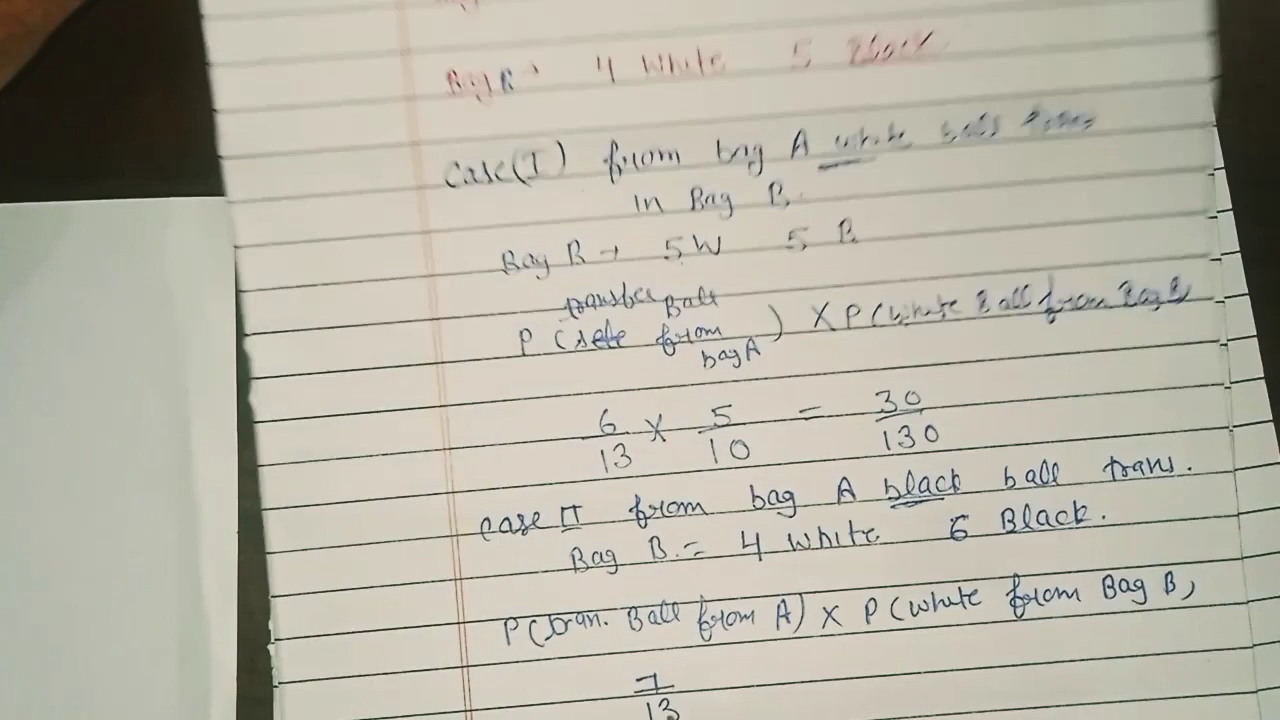 Bag B → 4 White 5 Black
case(I) from bag A white ball
in Bag B.
Bag B → 5W 5 B
transfer Ball
P (sele from bag A) X P (white Ball from Bag B)
6/13 X 5/10 = 30/130
case II from bag A black ball trans.
Bag B = 4 white 6 Black.
P(tran. Ball from A) X P (white from Bag B)
7/13